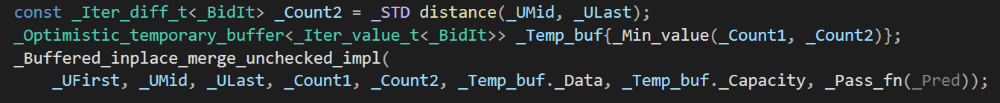 const _Iter_diff_t<_BidIt> _Count2 = _STD distance(_UMid, _ULast);
_Optimistic_temporary_buffer<_Iter_value_t<_BidIt>> _Temp_buf{_Min_value(_Count1, _Count2)};
_Buffered_inplace_merge_unchecked_impl(
_UFirst, _UMid, _ULast, _Count1, _Count2, _Temp_buf._Data, _Temp_buf._Capacity, _Pass_fn(_Pred));